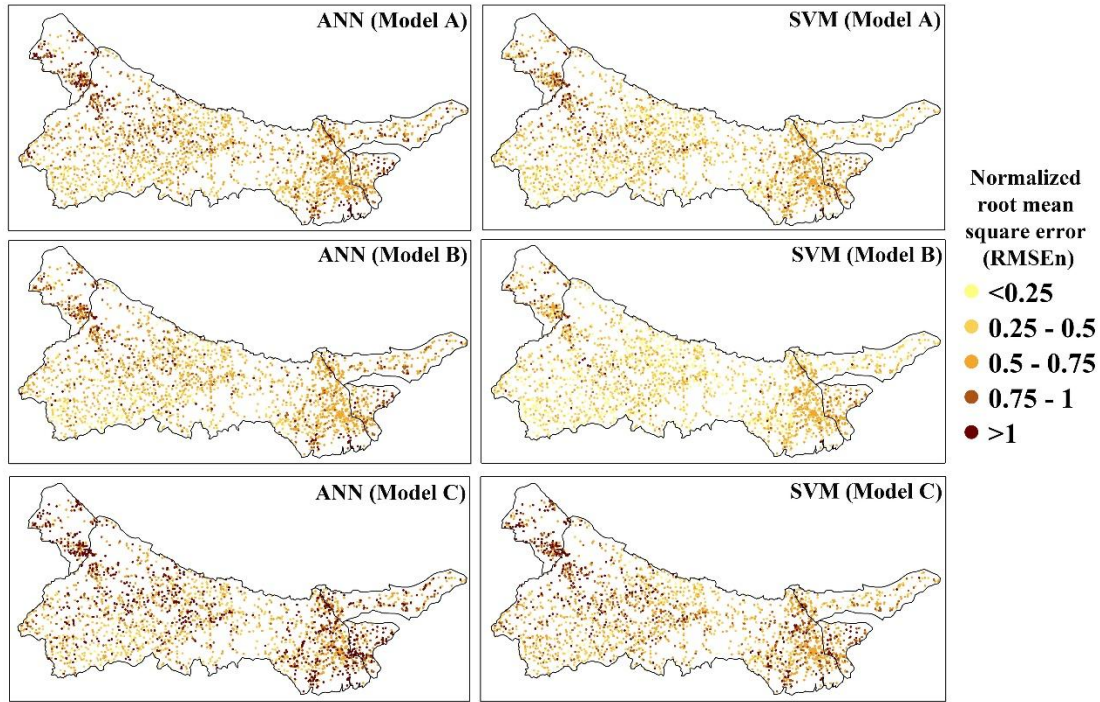 ANN (Model A)
SVM (Model A)
ANN (Model B)
SVM (Model B)
ANN (Model C)
SVM (Model C)
Normalized
root mean
square error
(RMSEn)
<0.25
0.25 - 0.5
0.5 - 0.75
0.75 - 1
>1